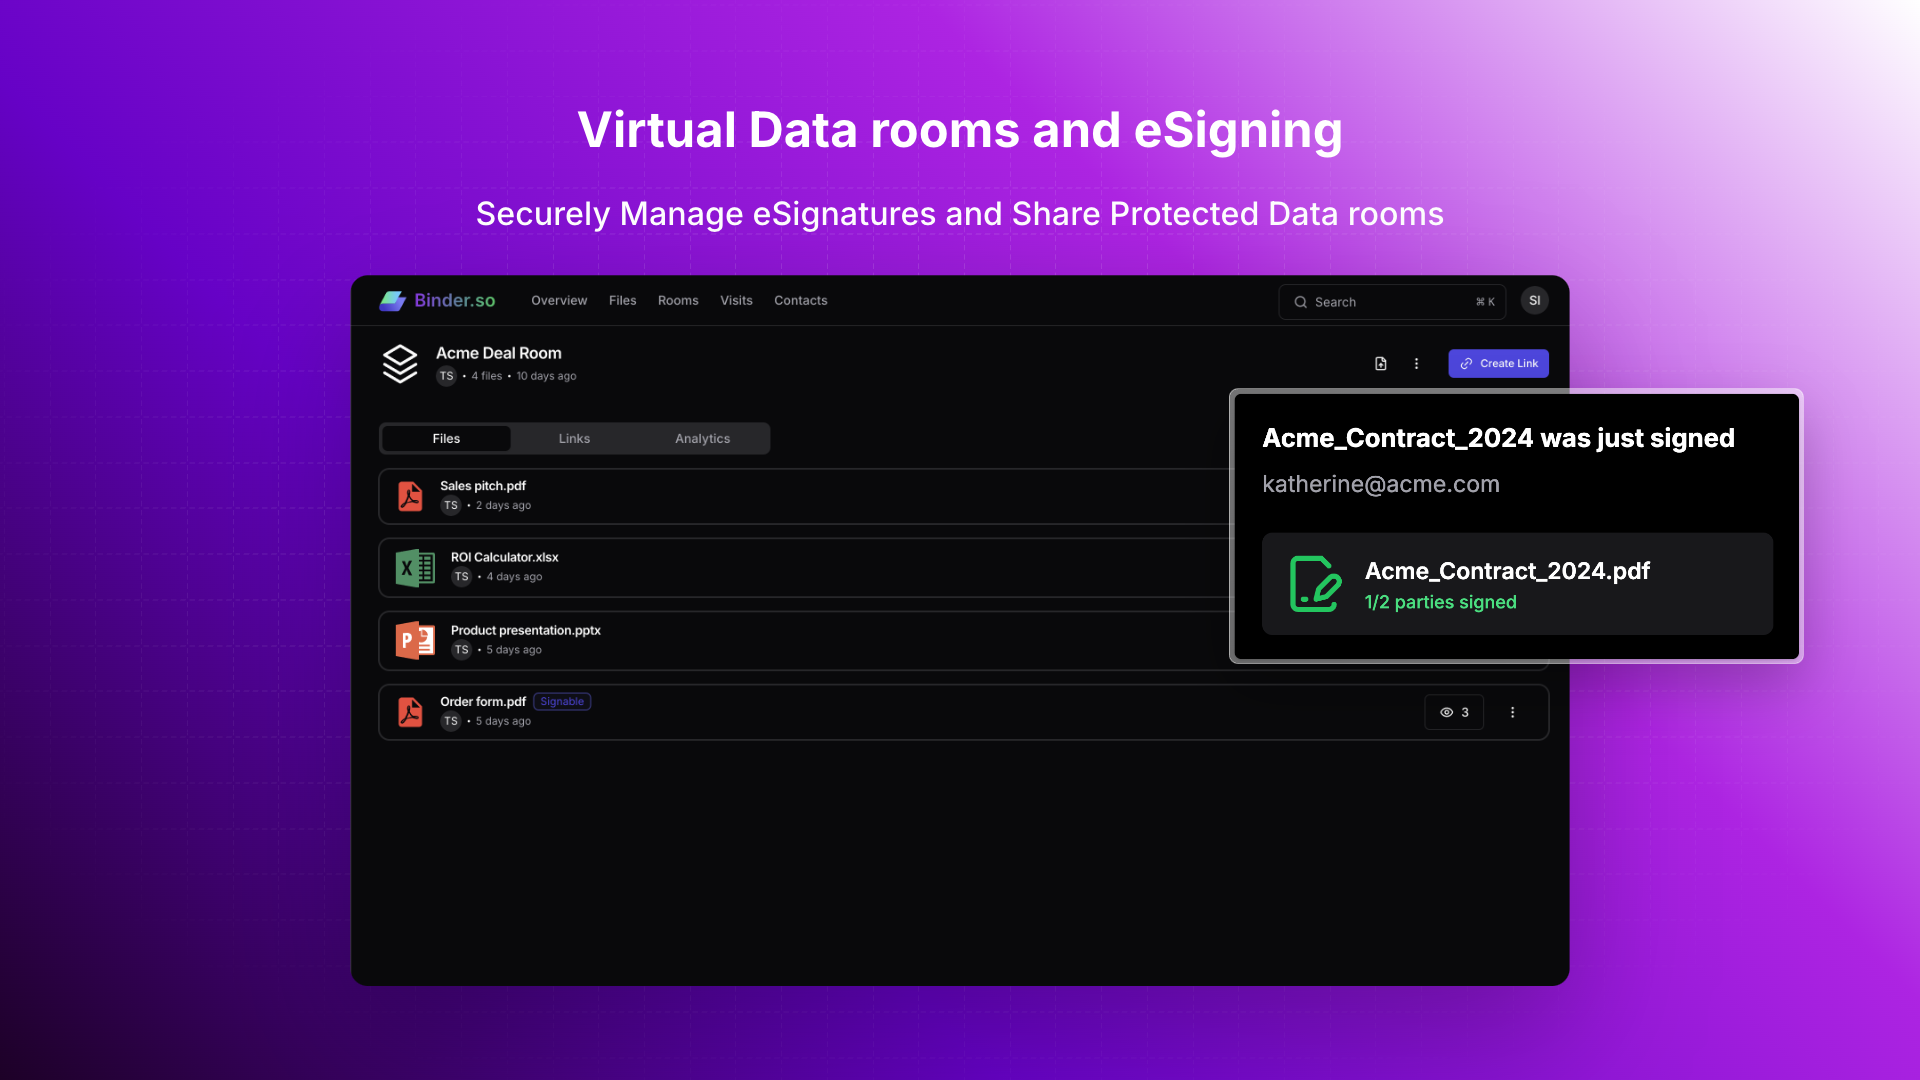 Virtual Data rooms and eSigning
Securely Manage eSignatures and Share Protected Data rooms
Binder.so Overview Files Rooms Visits Contacts Search ⌘ K SI
Acme Deal Room
TS • 4 files • 10 days ago
Create Link
Files Links Analytics
Sales pitch.pdf
TS • 2 days ago
ROI Calculator.xlsx
TS • 4 days ago
Product presentation.pptx
TS • 5 days ago
Order form.pdf Signable
TS • 5 days ago
3
Acme_Contract_2024 was just signed
katherine@acme.com
Acme_Contract_2024.pdf
1/2 parties signed